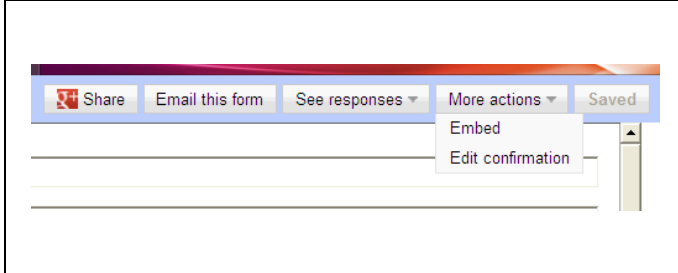 g+ Share Email this form See responses More actions Saved
Embed
Edit confirmation